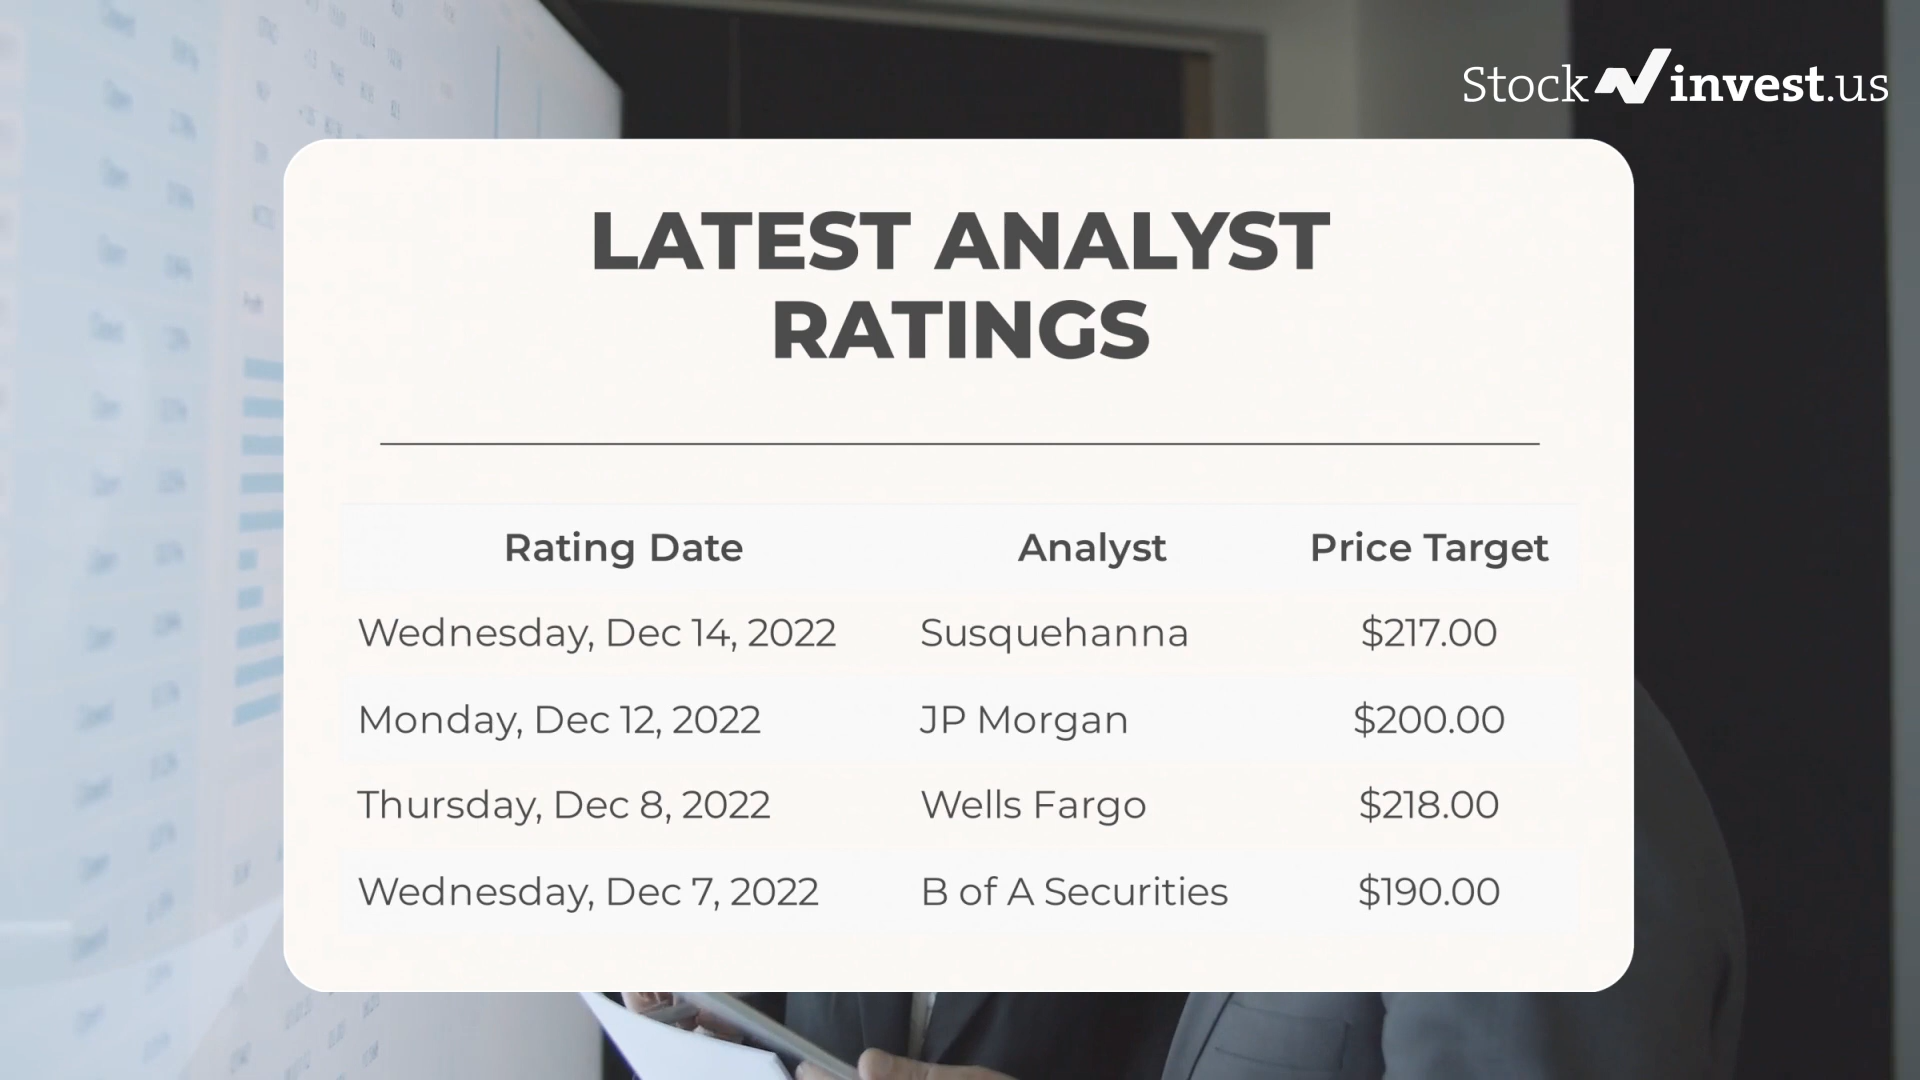 Stock invest.us
LATEST ANALYST
RATINGS
Rating Date Analyst Price Target
Wednesday, Dec 14, 2022 Susquehanna $217.00
Monday, Dec 12, 2022 JP Morgan $200.00
Thursday, Dec 8, 2022 Wells Fargo $218.00
Wednesday, Dec 7, 2022 B of A Securities $190.00